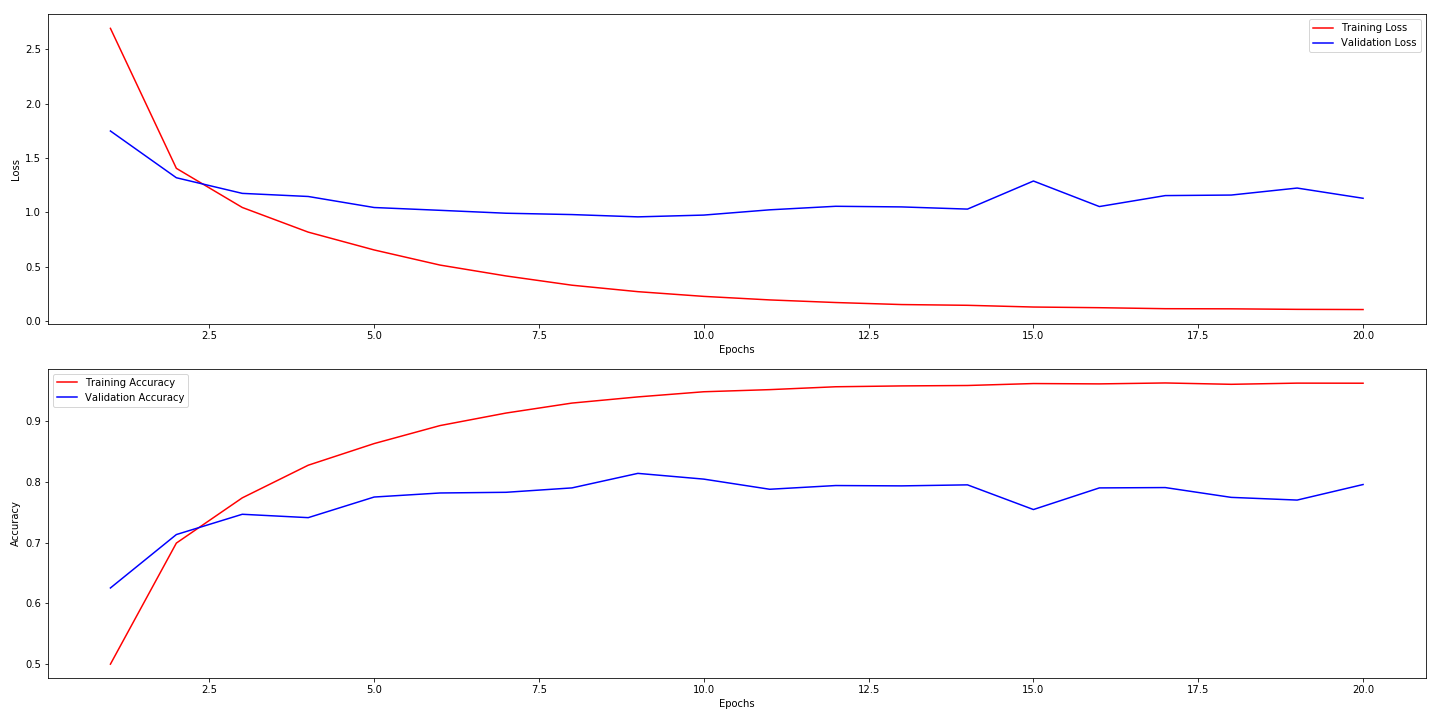 Training Loss
Validation Loss
2.5
2.0
1.5
1.0
0.5
0.0
Loss
2.5 5.0 7.5 10.0 12.5 15.0 17.5 20.0
Epochs
Training Accuracy
Validation Accuracy
0.9
0.8
0.7
0.6
0.5
Accuracy
2.5 5.0 7.5 10.0 12.5 15.0 17.5 20.0
Epochs